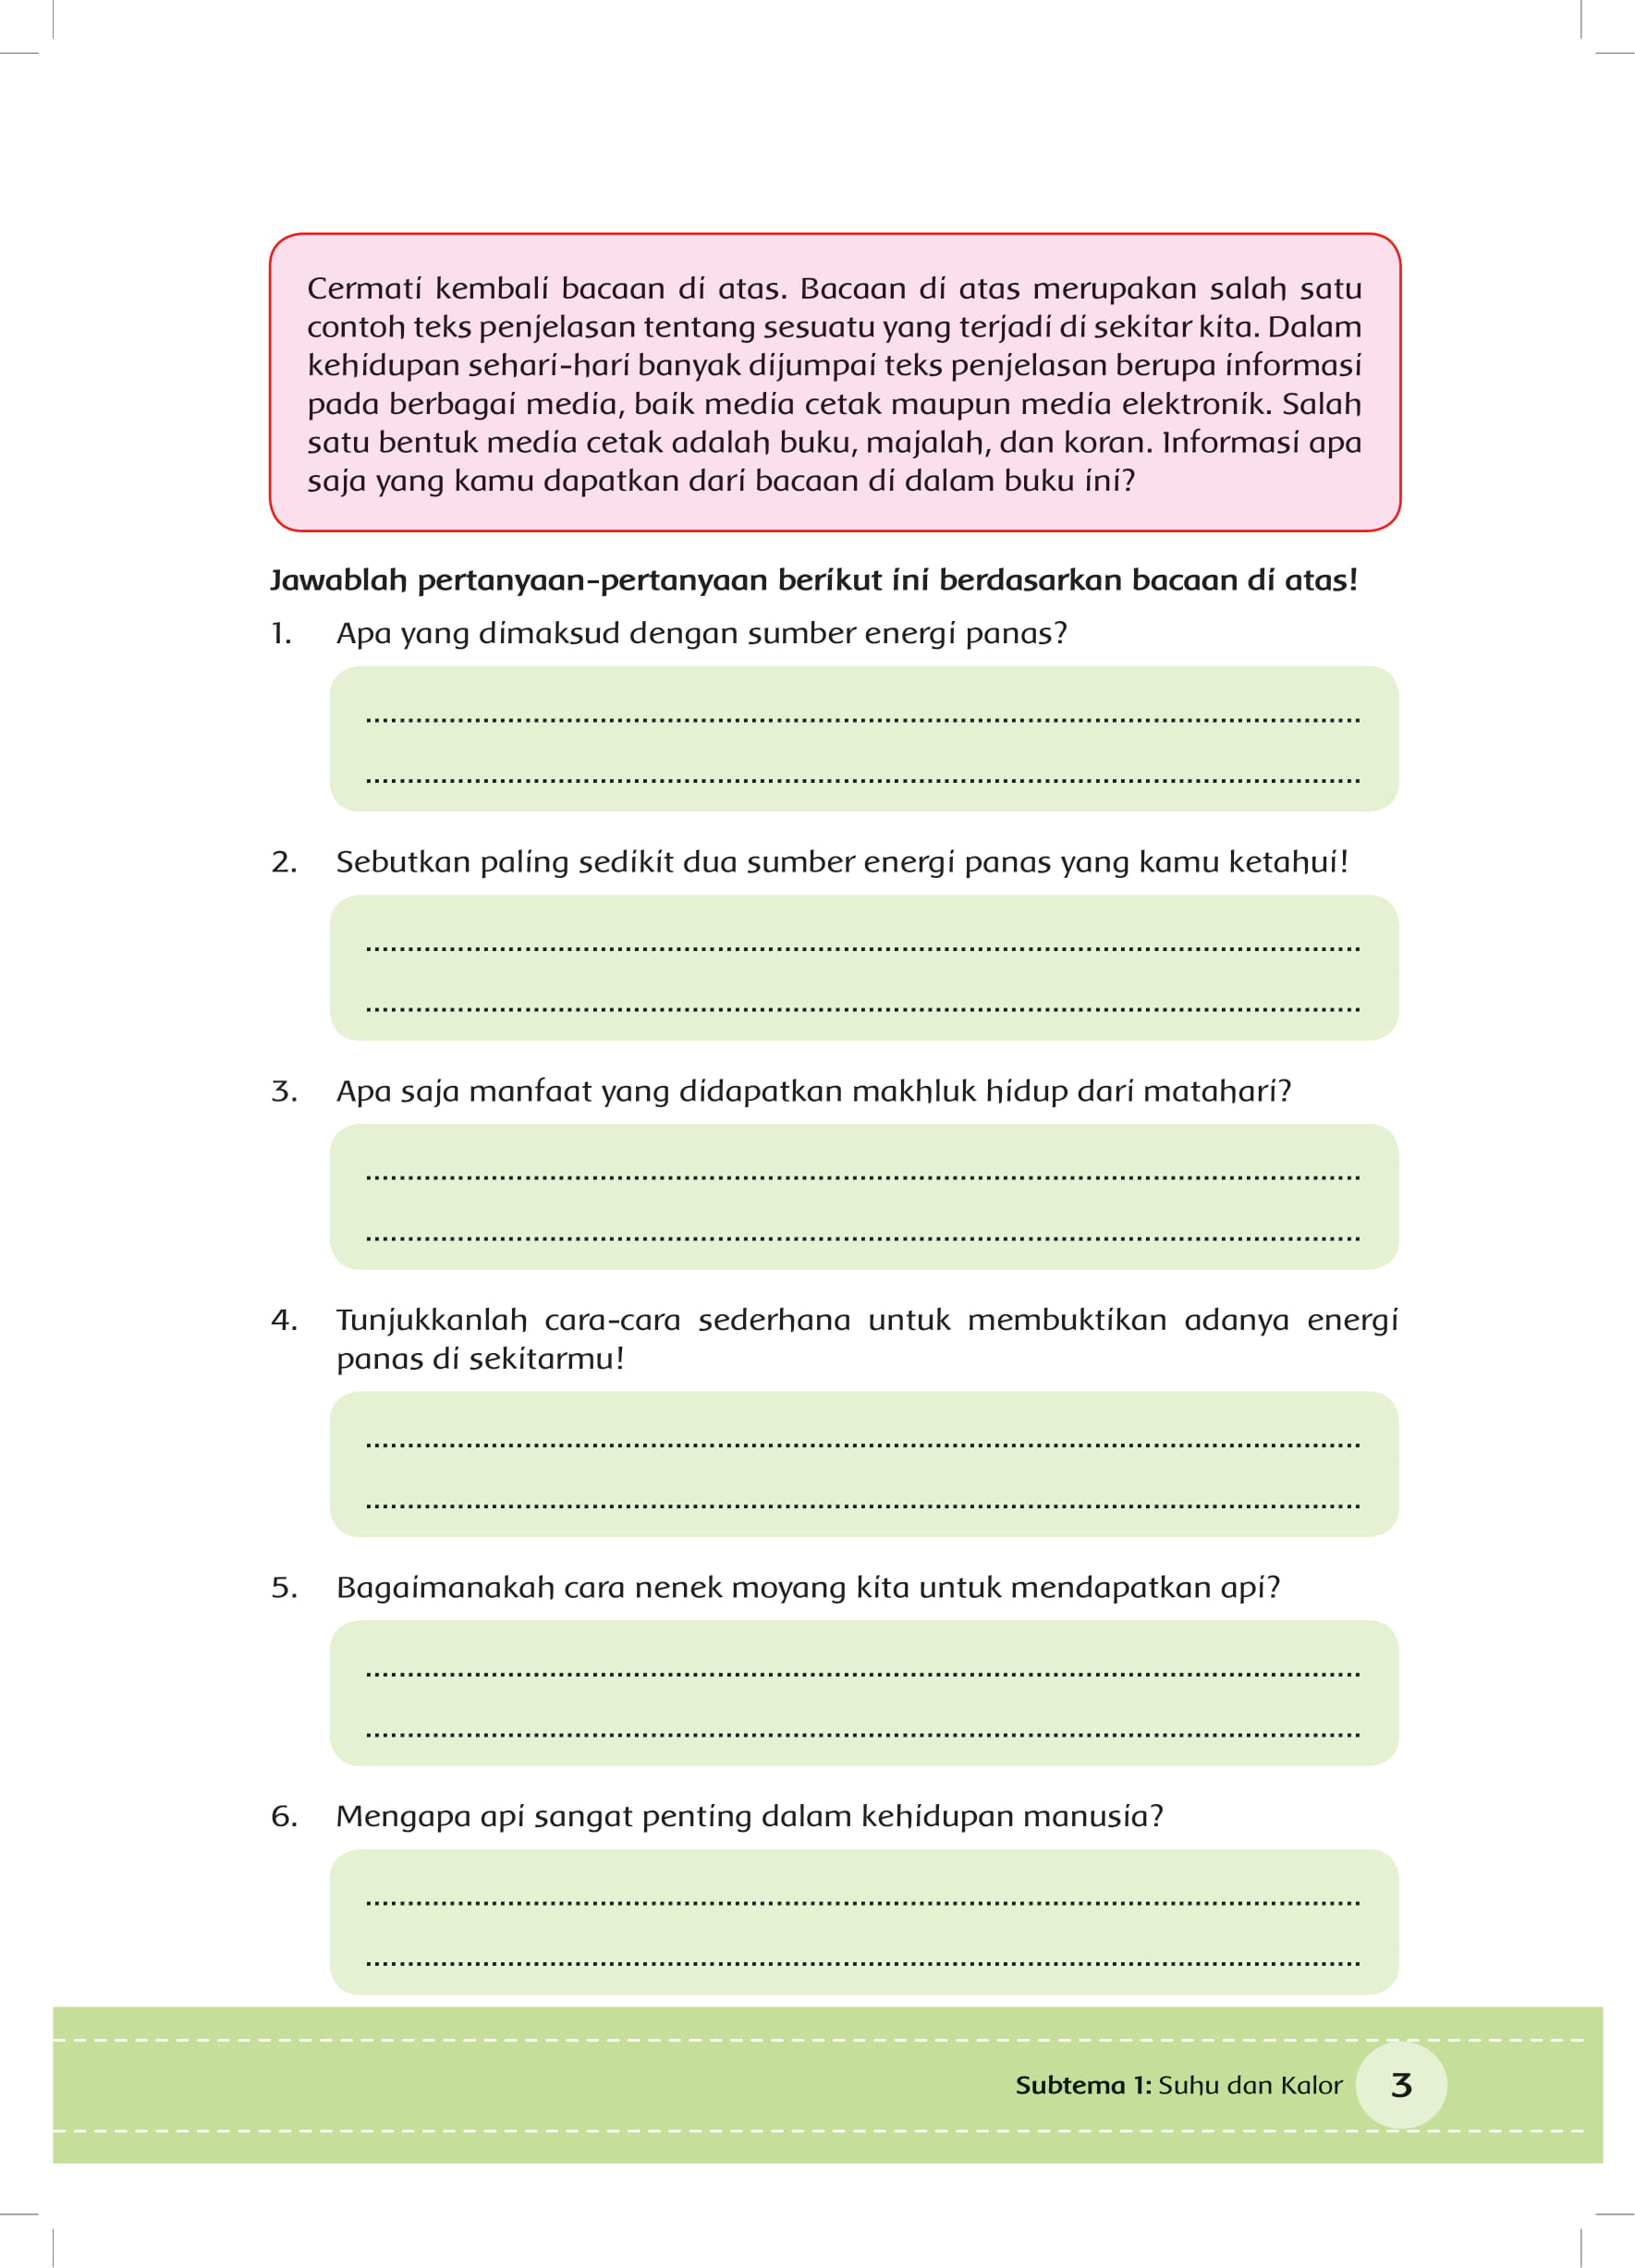 Cermati kembali bacaan di atas. Bacaan di atas merupakan salah satu
contoh teks penjelasan tentang sesuatu yang terjadi di sekitar kita. Dalam
kehidupan sehari-hari banyak dijumpai teks penjelasan berupa informasi
pada berbagai media, baik media cetak maupun media elektronik. Salah
satu bentuk media cetak adalah buku, majalah, dan koran. Informasi apa
saja yang kamu dapatkan dari bacaan di dalam buku ini?
Jawablah pertanyaan-pertanyaan berikut ini berdasarkan bacaan di atas!
1. Apa yang dimaksud dengan sumber energi panas?
2. Sebutkan paling sedikit dua sumber energi panas yang kamu ketahui!
3. Apa saja manfaat yang didapatkan makhluk hidup dari matahari?
4. Tunjukkanlah cara-cara sederhana untuk membuktikan adanya energi
panas di sekitarmu!
5. Bagaimanakah cara nenek moyang kita untuk mendapatkan api?
6. Mengapa api sangat penting dalam kehidupan manusia?
Subtema 1: Suhu dan Kalor 3